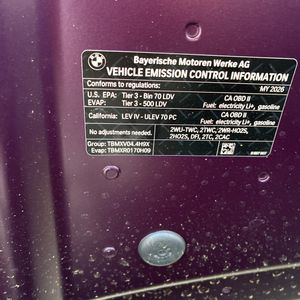 BMW
Bayerische Motoren Werke AG
VEHICLE EMISSION CONTROL INFORMATION
Conforms to regulations: MY 2026
U.S. EPA: Tier 3 - Bin 70 LDV CA OBD II
EVAP: Tier 3 - 500 LDV Fuel: electricity Li+, gasoline
California: LEV IV - ULEV 70 PC CA OBD II
Fuel: electricity Li+, gasoline
2WU-TWC, 2TWC, 2WR-HO2S,
2HO2S, DFI, 2TC, 2CAC
Group: TBMXV04.4H9X
Evap: TBMXR0170H09